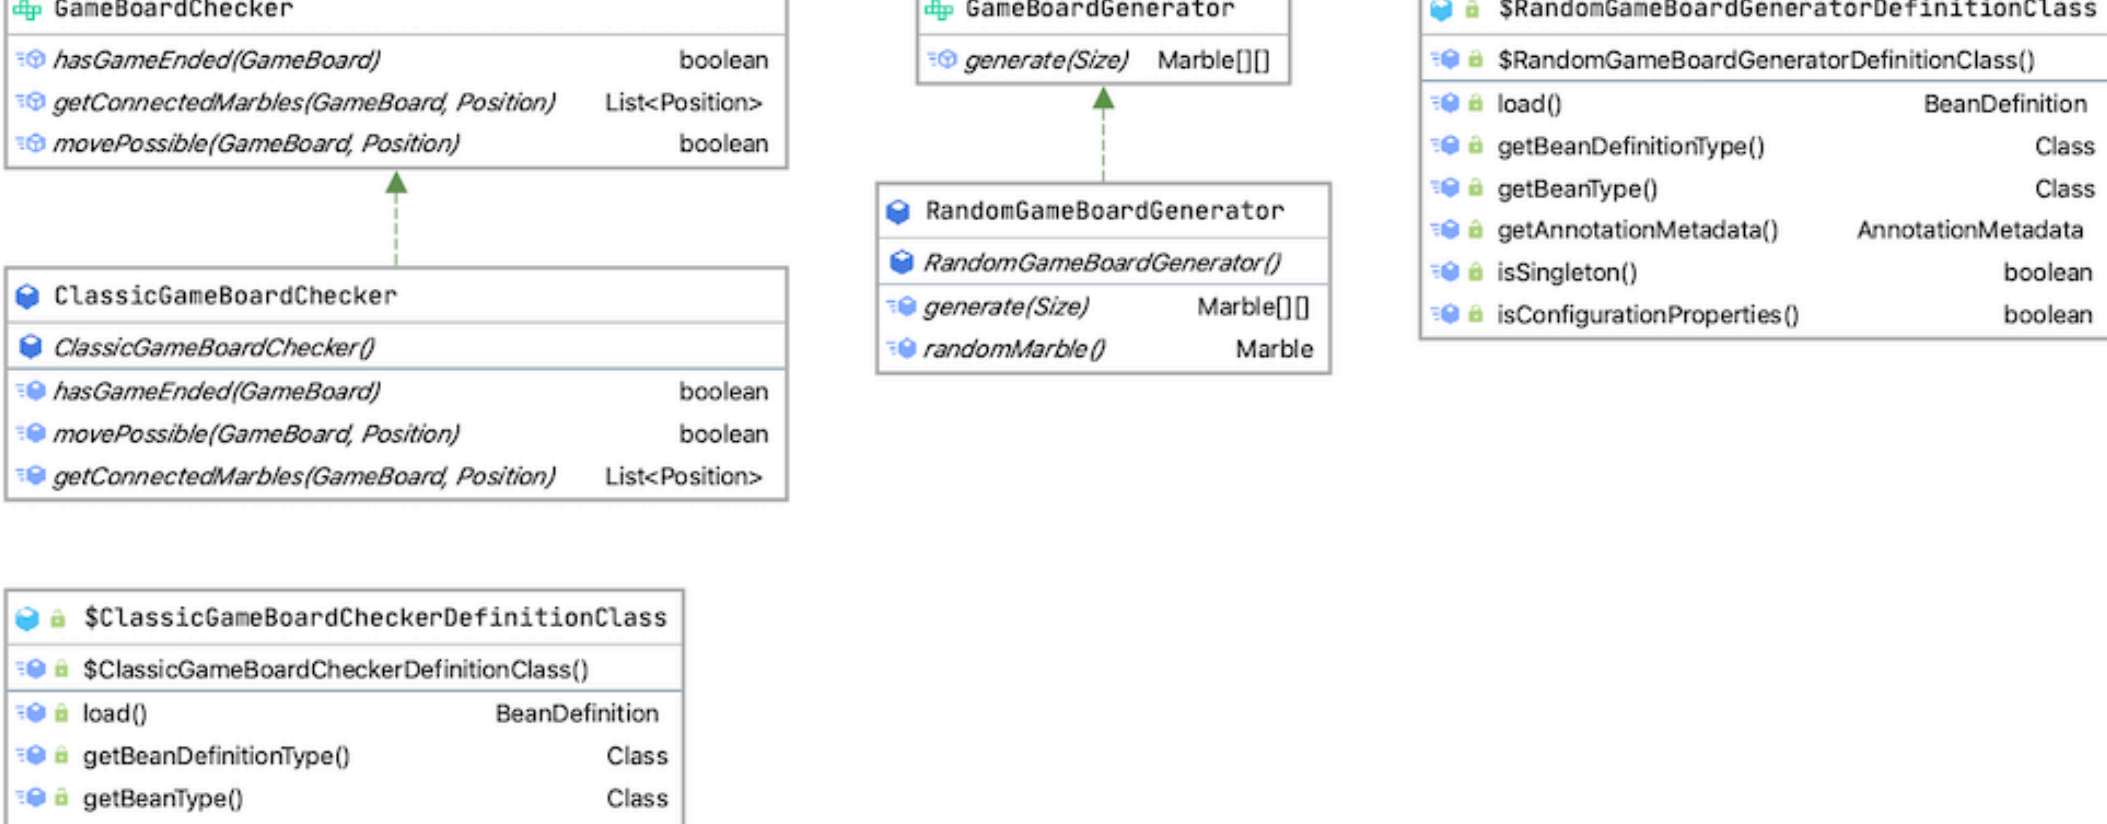 GameBoardChecker
hasGameEnded(GameBoard) boolean
getConnectedMarbles(GameBoard, Position) List<Position>
movePossible(GameBoard, Position) boolean
ClassicGameBoardChecker
ClassicGameBoardChecker()
hasGameEnded(GameBoard) boolean
movePossible(GameBoard, Position) boolean
getConnectedMarbles(GameBoard, Position) List<Position>
GameBoardGenerator
generate(Size) Marble[][]
RandomGameBoardGenerator
RandomGameBoardGenerator()
generate(Size) Marble[][]
randomMarble() Marble
$RandomGameBoardGeneratorDefinitionClass
$RandomGameBoardGeneratorDefinitionClass()
load() BeanDefinition
getBeanDefinitionType() Class
getBeanType() Class
getAnnotationMetadata() AnnotationMetadata
isSingleton() boolean
isConfigurationProperties() boolean
$ClassicGameBoardCheckerDefinitionClass
$ClassicGameBoardCheckerDefinitionClass()
load() BeanDefinition
getBeanDefinitionType() Class
getBeanType() Class